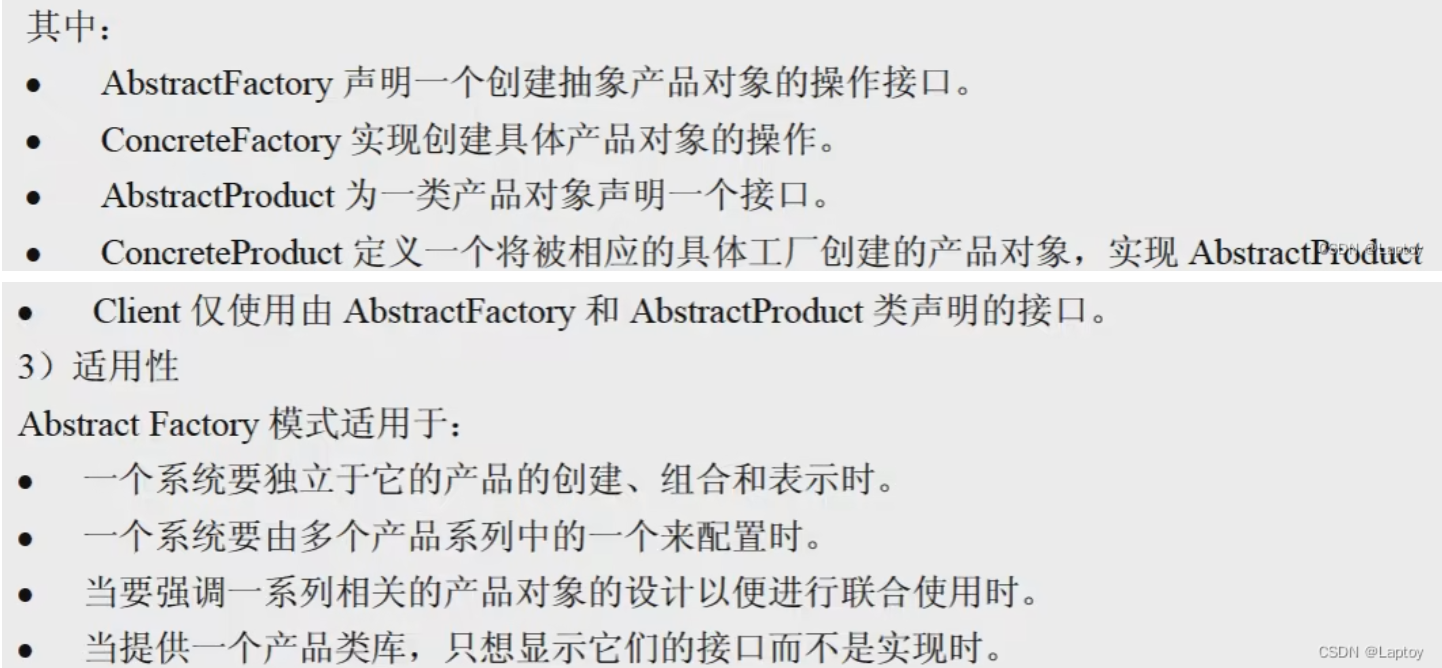 其中：
● AbstractFactory 声明一个创建抽象产品对象的操作接口。
● ConcreteFactory 实现创建具体产品对象的操作。
● AbstractProduct 为一类产品对象声明一个接口。
● ConcreteProduct 定义一个将被相应的具体工厂创建的产品对象，实现 AbstractProduct
CSDN @Laptoy
● Client 仅使用由 AbstractFactory 和 AbstractProduct 类声明的接口。
3）适用性
Abstract Factory 模式适用于：
● 一个系统要独立于它的产品的创建、组合和表示时。
● 一个系统要由多个产品系列中的一个来配置时。
● 当要强调一系列相关的产品对象的设计以便进行联合使用时。
● 当提供一个产品类库，只想显示它们的接口而不是实现时。
CSDN @Laptoy